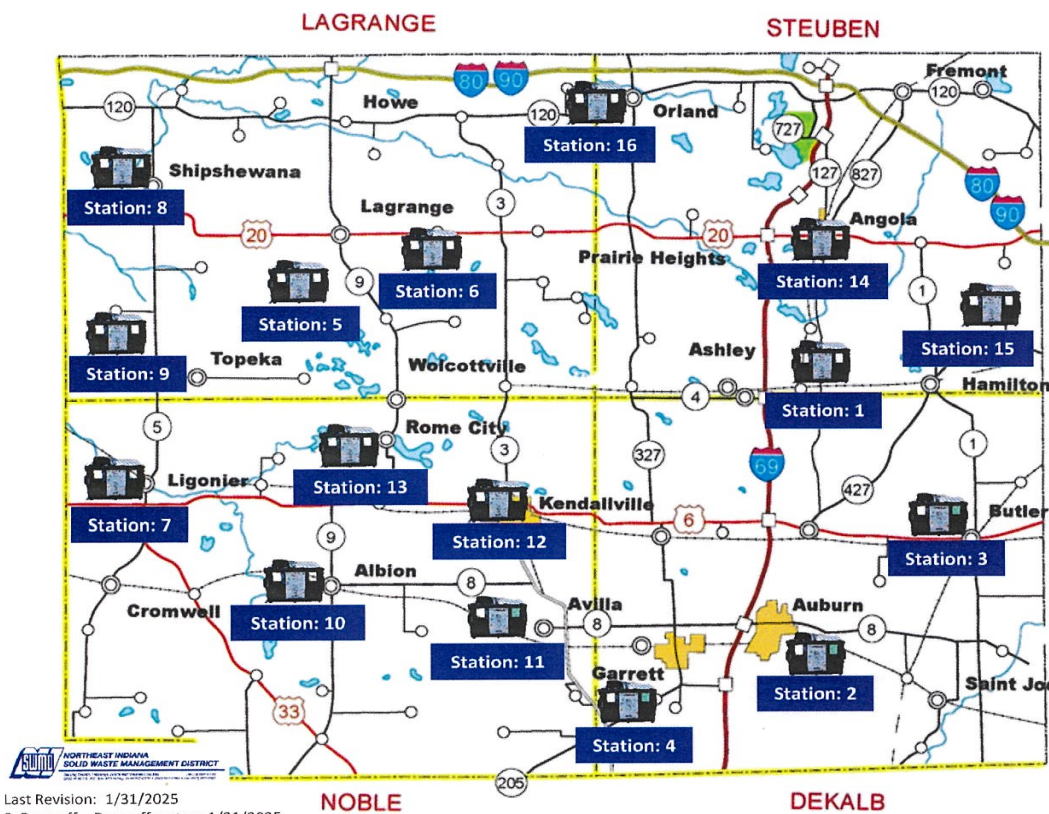 LAGRANGE
STEUBEN
80 90
Fremont
120
Howe
120
120
Orland
727
Station: 16
127
827
80
90
Shipshewana
Station: 8
3
Lagrange
Angola
20
20
Prairie Heights
Station: 14
9
Station: 6
1
Station: 5
Station: 15
Ashley
Station: 9
Topeka
Wolcottville
Hamilton
4
Station: 1
5
Rome City
3
327
1
69
Ligonier
Station: 13
427
Station: 7
Kendallville
6
Butler
Station: 12
Station: 3
9
Albion
8
Cromwell
Station: 10
Avilla
8
Auburn
8
Station: 11
Garrett
Station: 2
Saint Joe
33
Station: 4
SWMD
NORTHEAST INDIANA
SOLID WASTE MANAGEMENT DISTRICT
205
Last Revision: 1/31/2025
NOBLE
DEKALB